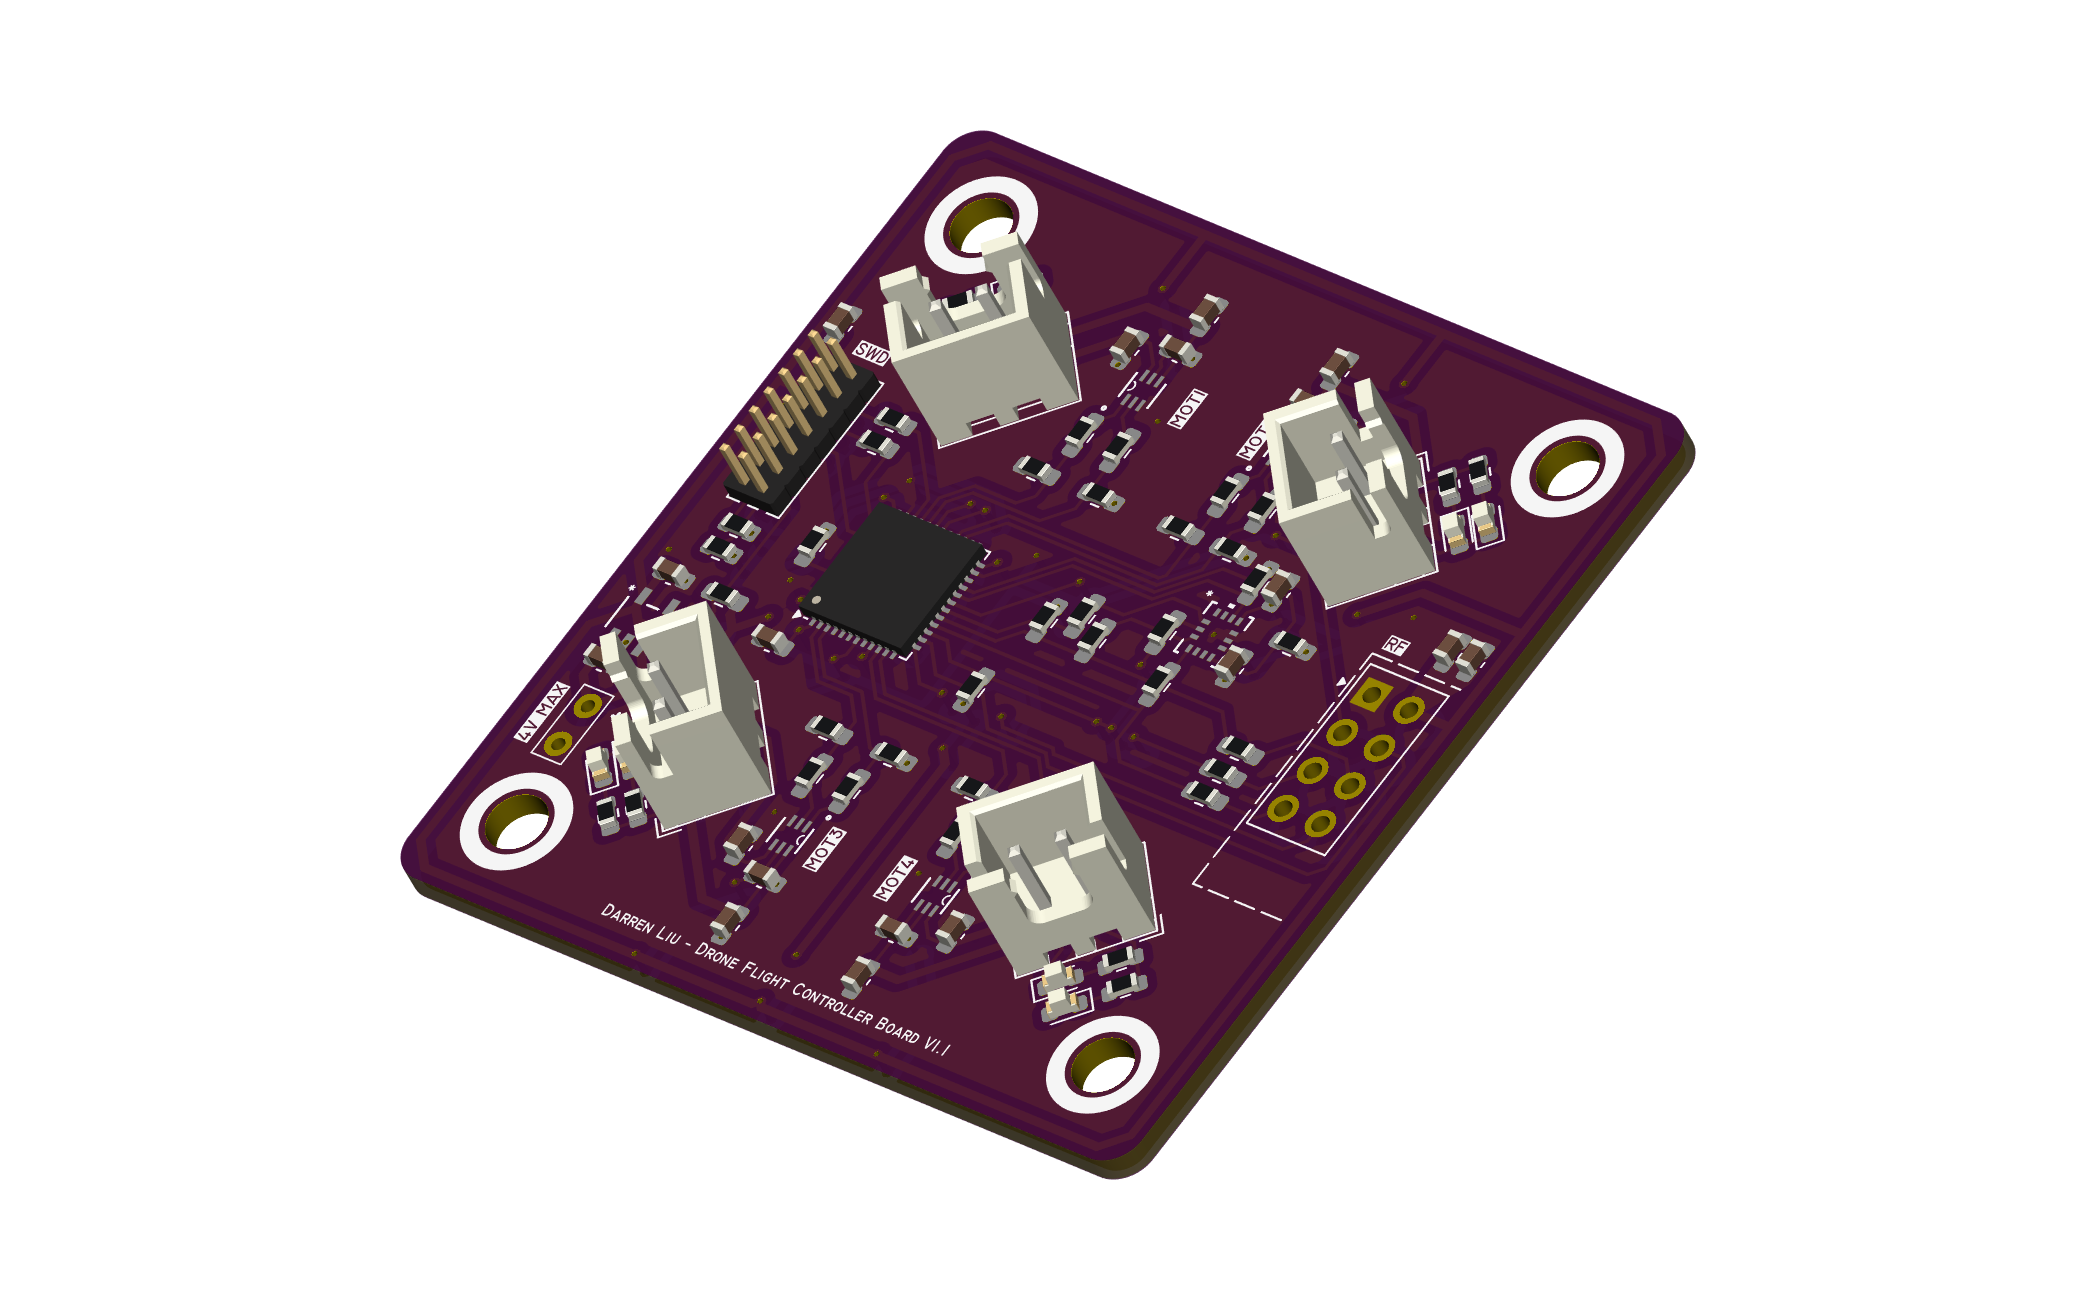 SWD
MOT1
MOT
RF
4V MAX
MOT3
MOT4
DARREN LIU - DRONE FLIGHT CONTROLLER BOARD V1.1